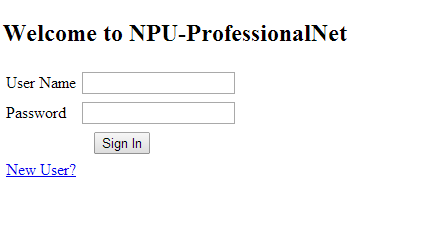 Welcome to NPU-ProfessionalNet
User Name
Password
Sign In
New User?